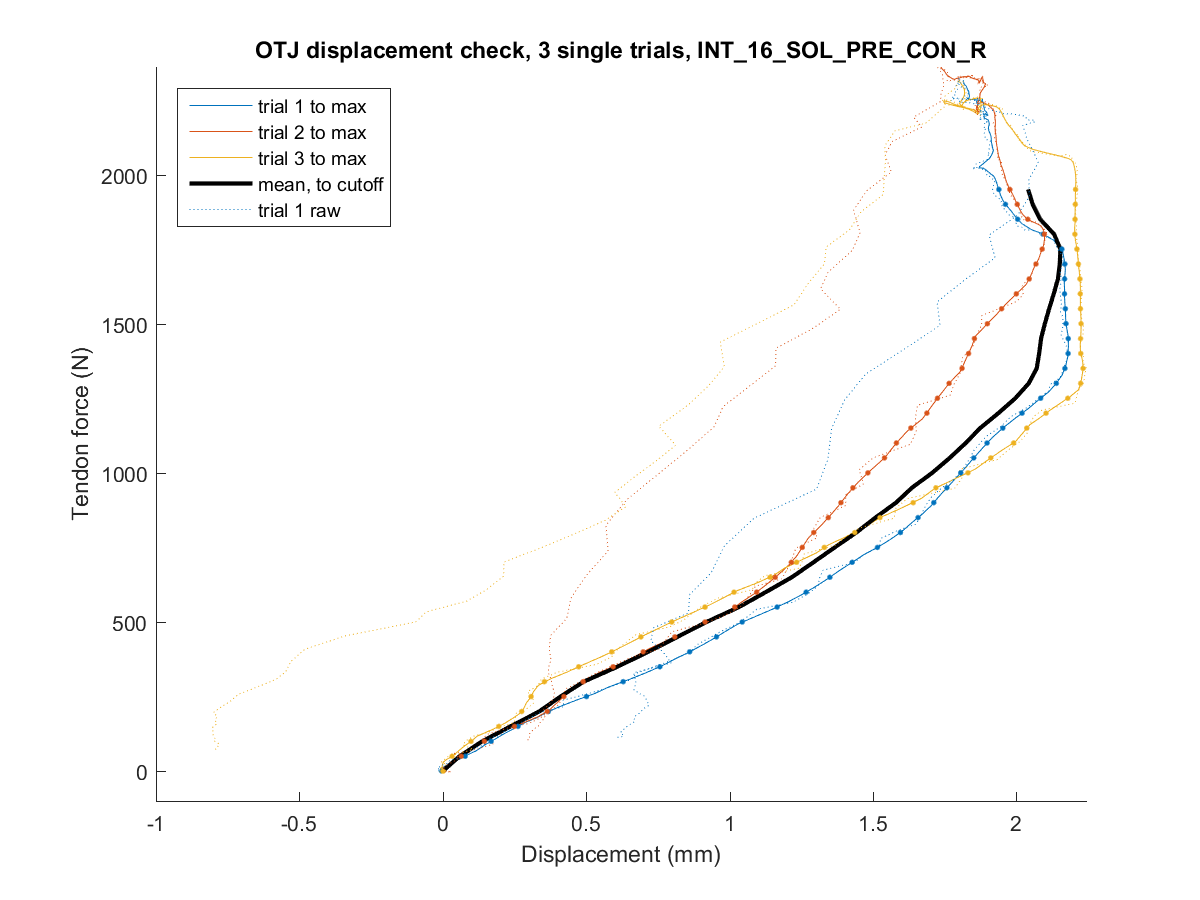 OTJ displacement check, 3 single trials, INT_16_SOL_PRE_CON_R
trial 1 to max
trial 2 to max
trial 3 to max
mean, to cutoff
trial 1 raw
2000
1500
1000
500
0
Tendon force (N)
-1
-0.5
0
0.5
1
1.5
2
Displacement (mm)